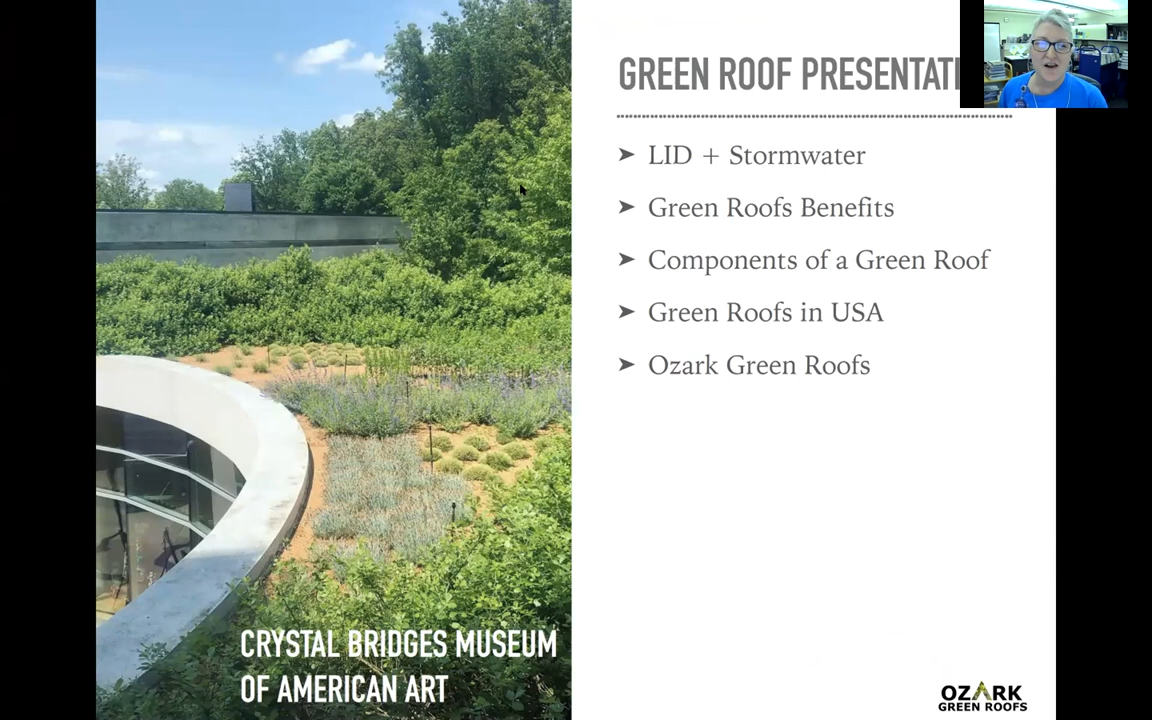 GREEN ROOF PRESENTATI
➤ LID + Stormwater
➤ Green Roofs Benefits
➤ Components of a Green Roof
➤ Green Roofs in USA
➤ Ozark Green Roofs
CRYSTAL BRIDGES MUSEUM
OF AMERICAN ART
OZARK
GREEN ROOFS